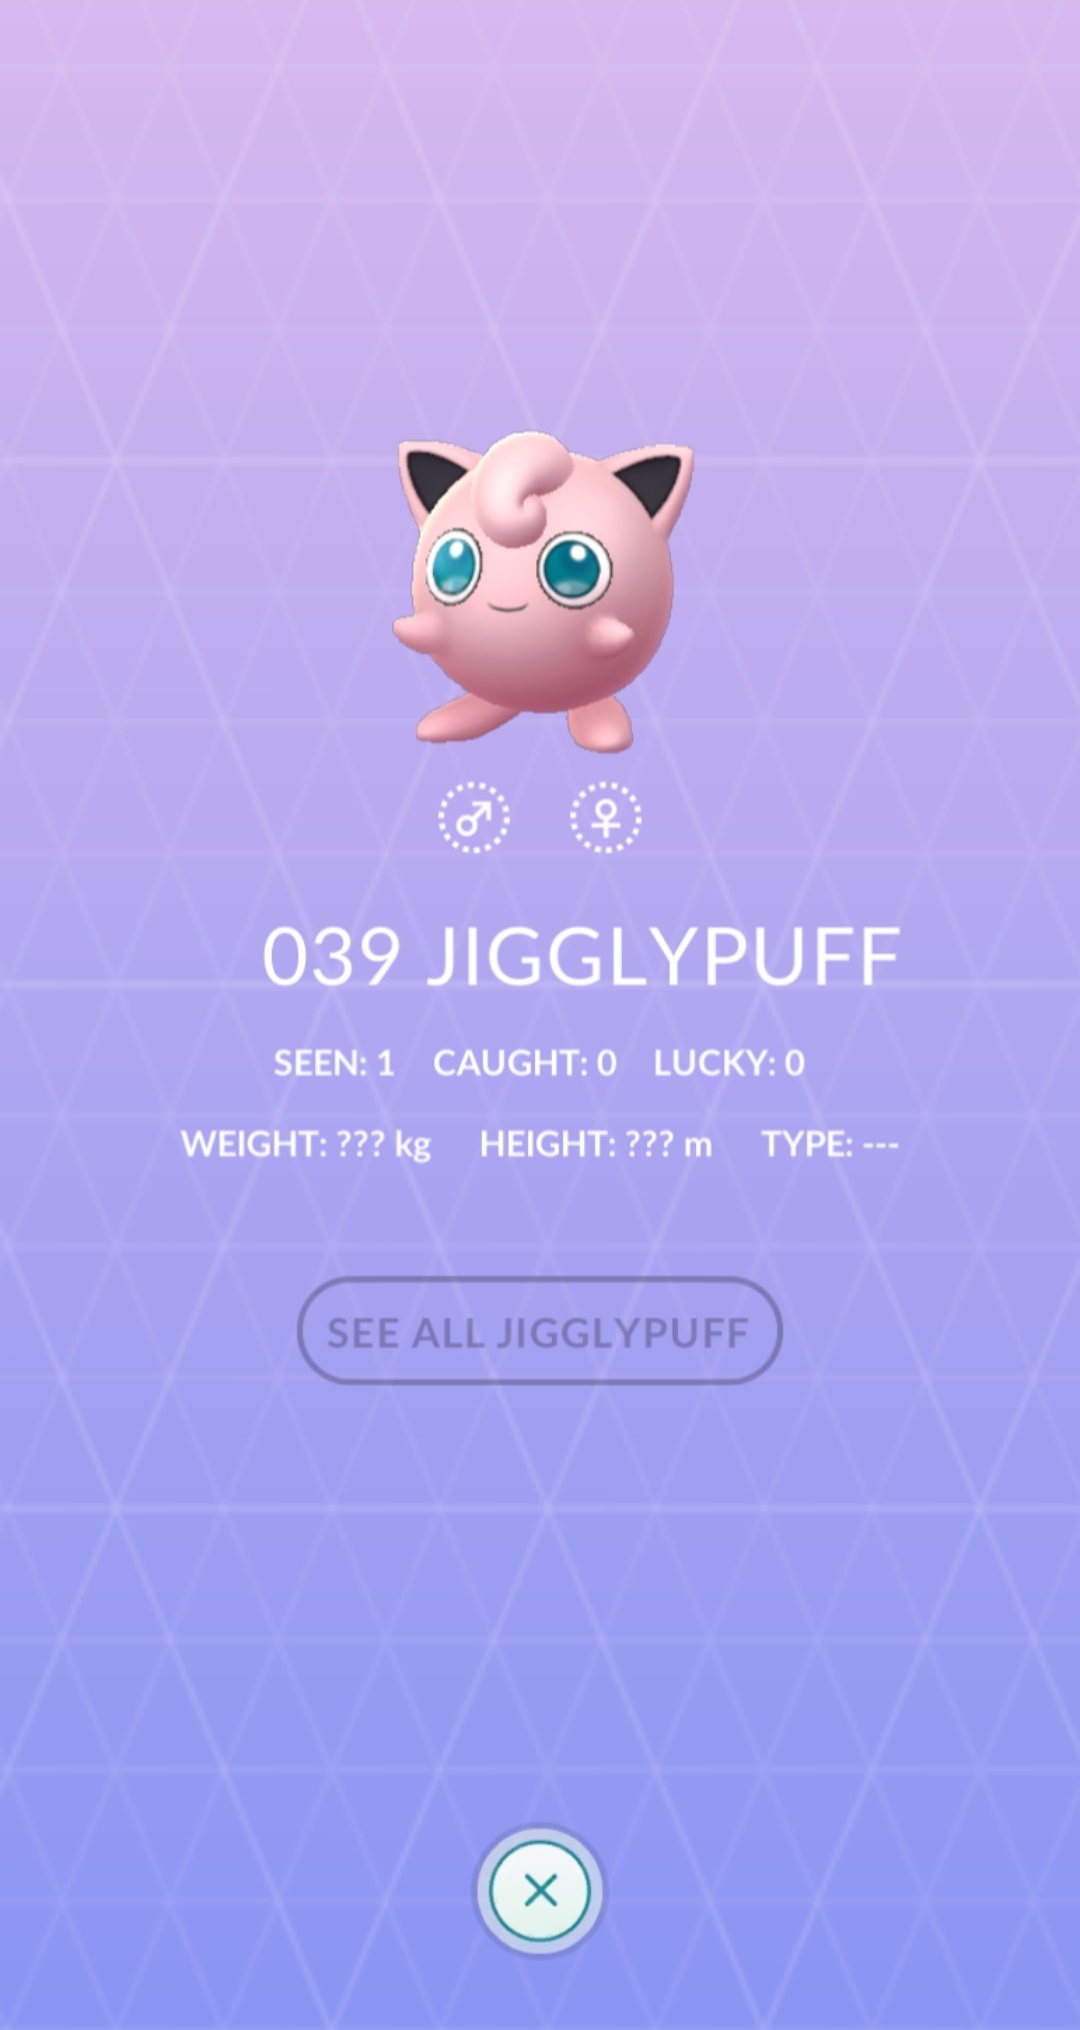 039 JIGGLYPUFF
SEEN: 1 CAUGHT: 0 LUCKY: 0
WEIGHT: ??? kg HEIGHT: ??? m TYPE: ---
SEE ALL JIGGLYPUFF